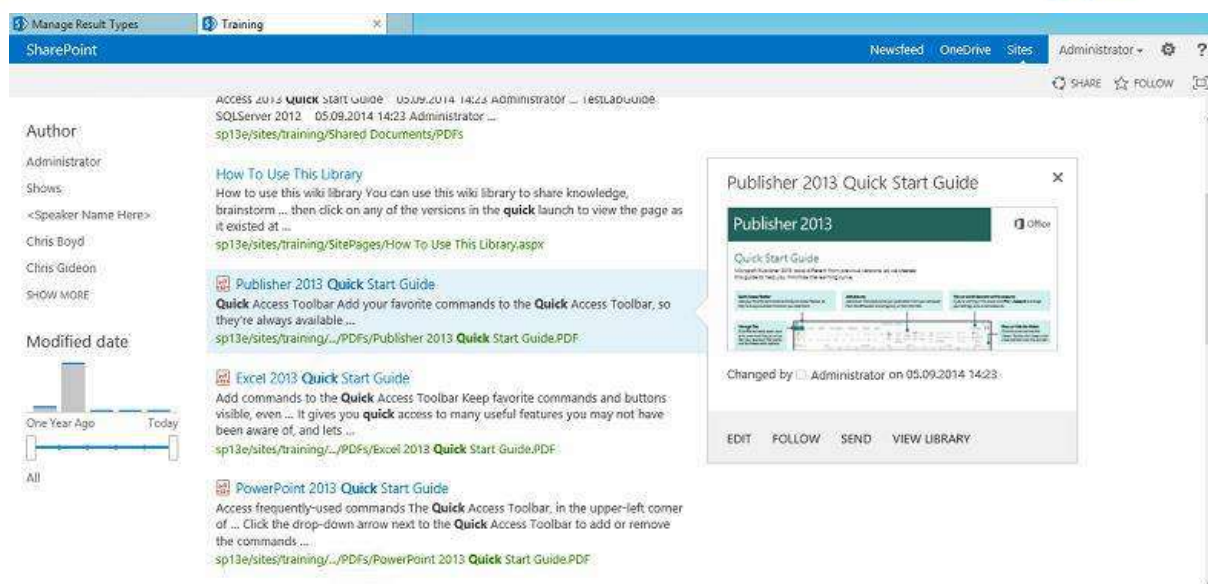 Manage Result Types
Training
SharePoint
Newsfeed OneDrive Sites Administrator ?
SHARE FOLLOW
Author
Administrator
Shows
<Speaker Name Here>
Chris Boyd
Chris Gideon
SHOW MORE
Modified date
One Year Ago Today
All
Access 2013 Quick Start Guide 05.09.2014 14:23 Administrator ... TestLabGuide
SQLServer 2012 05.09.2014 14:23 Administrator ...
sp13e/sites/training/Shared Documents/PDFs
How To Use This Library
How to use this wiki library You can use this wiki library to share knowledge,
brainstorm ... then click on any of the versions in the quick launch to view the page as
it existed at ...
sp13e/sites/training/SitePages/How To Use This Library.aspx
Publisher 2013 Quick Start Guide
Quick Access Toolbar Add your favorite commands to the Quick Access Toolbar, so
they're always available ...
sp13e/sites/training/.../PDFs/Publisher 2013 Quick Start Guide.PDF
Excel 2013 Quick Start Guide
Add commands to the Quick Access Toolbar Keep favorite commands and buttons
visible, even ... It gives you quick access to many useful features you may not have
been aware of, and lets ...
sp13e/sites/training/.../PDFs/Excel 2013 Quick Start Guide.PDF
PowerPoint 2013 Quick Start Guide
Access frequently-used commands The Quick Access Toolbar, in the upper-left corner
of ... Click the drop-down arrow next to the Quick Access Toolbar to add or remove
the commands ...
sp13e/sites/training/.../PDFs/PowerPoint 2013 Quick Start Guide.PDF
Publisher 2013 Quick Start Guide
Publisher 2013 Office
Quick Start Guide
Changed by Administrator on 05.09.2014 14:23
EDIT FOLLOW SEND VIEW LIBRARY